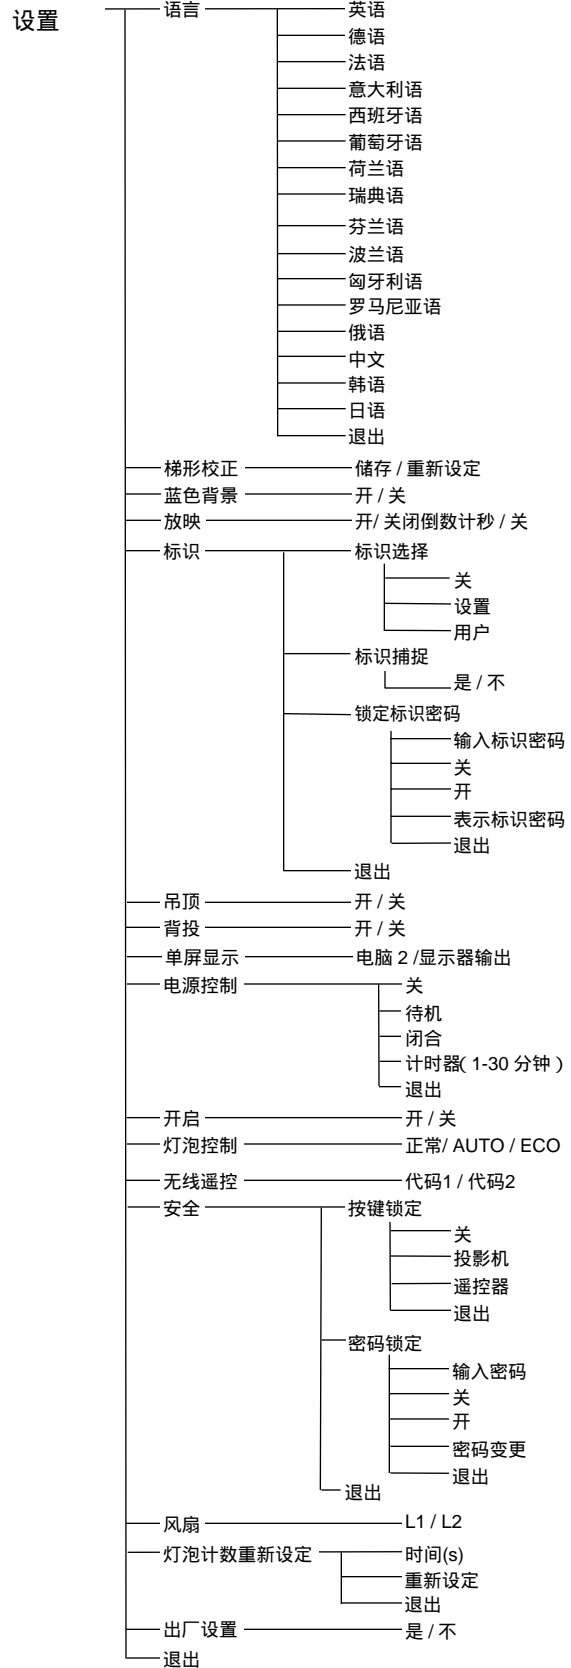 设置
语言 英语
德语
法语
意大利语
西班牙语
葡萄牙语
荷兰语
瑞典语
芬兰语
波兰语
匈牙利语
罗马尼亚语
俄语
中文
韩语
日语
退出
梯形校正 储存 / 重新设定
蓝色背景 开 / 关
放映 开/ 关闭倒数计秒 / 关
标识 标识选择
关
设置
用户
标识捕捉
是 / 不
锁定标识密码
输入标识密码
关
开
表示标识密码
退出
退出
吊顶 开 / 关
背投 开 / 关
单屏显示 电脑 2 /显示器输出
电源控制 关
待机
闭合
计时器( 1-30 分钟 )
退出
开启 开 / 关
灯泡控制 正常/ AUTO / ECO
无线遥控 代码1 / 代码2
安全 按键锁定
关
投影机
遥控器
退出
密码锁定
输入密码
关
开
密码变更
退出
退出
风扇 L1 / L2
灯泡计数重新设定 时间(s)
重新设定
退出
出厂设置 是 / 不
退出